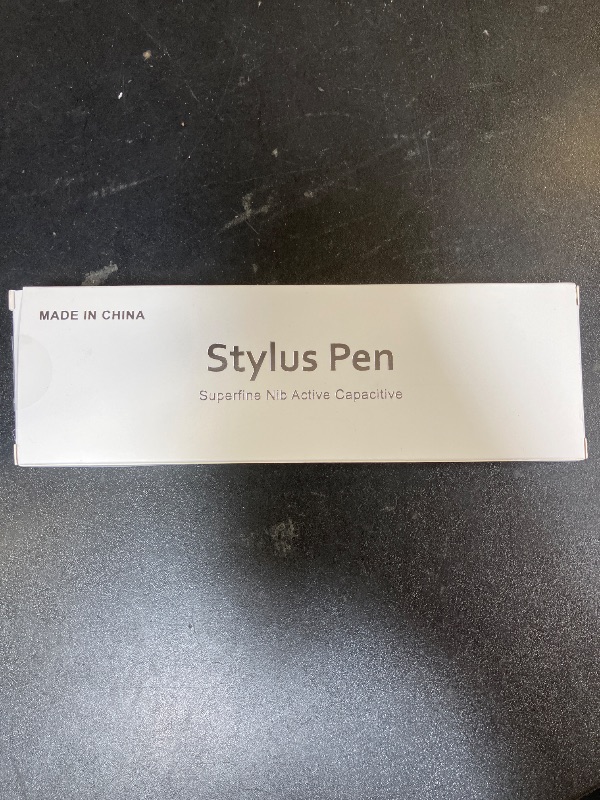 MADE IN CHINA
Stylus Pen
Superfine Nib Active Capacitive